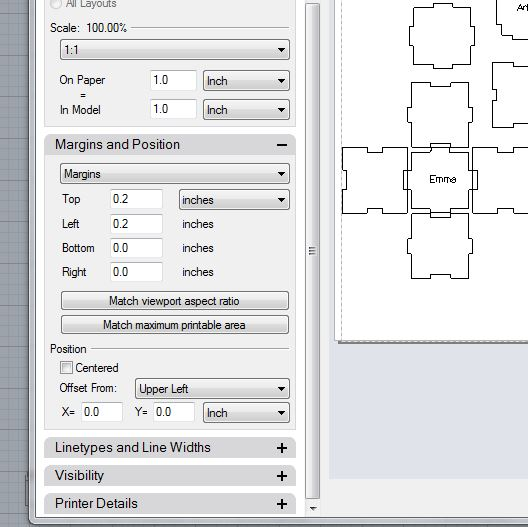 All Layouts
Scale: 100.00%
1:1
On Paper 1.0 Inch
=
In Model 1.0 Inch
Margins and Position
Margins
Top 0.2 inches
Left 0.2 inches
Bottom 0.0 inches
Right 0.0 inches
Match viewport aspect ratio
Match maximum printable area
Position
Centered
Offset From: Upper Left
X= 0.0 Y= 0.0 Inch
Linetypes and Line Widths
Visibility
Printer Details
Emma